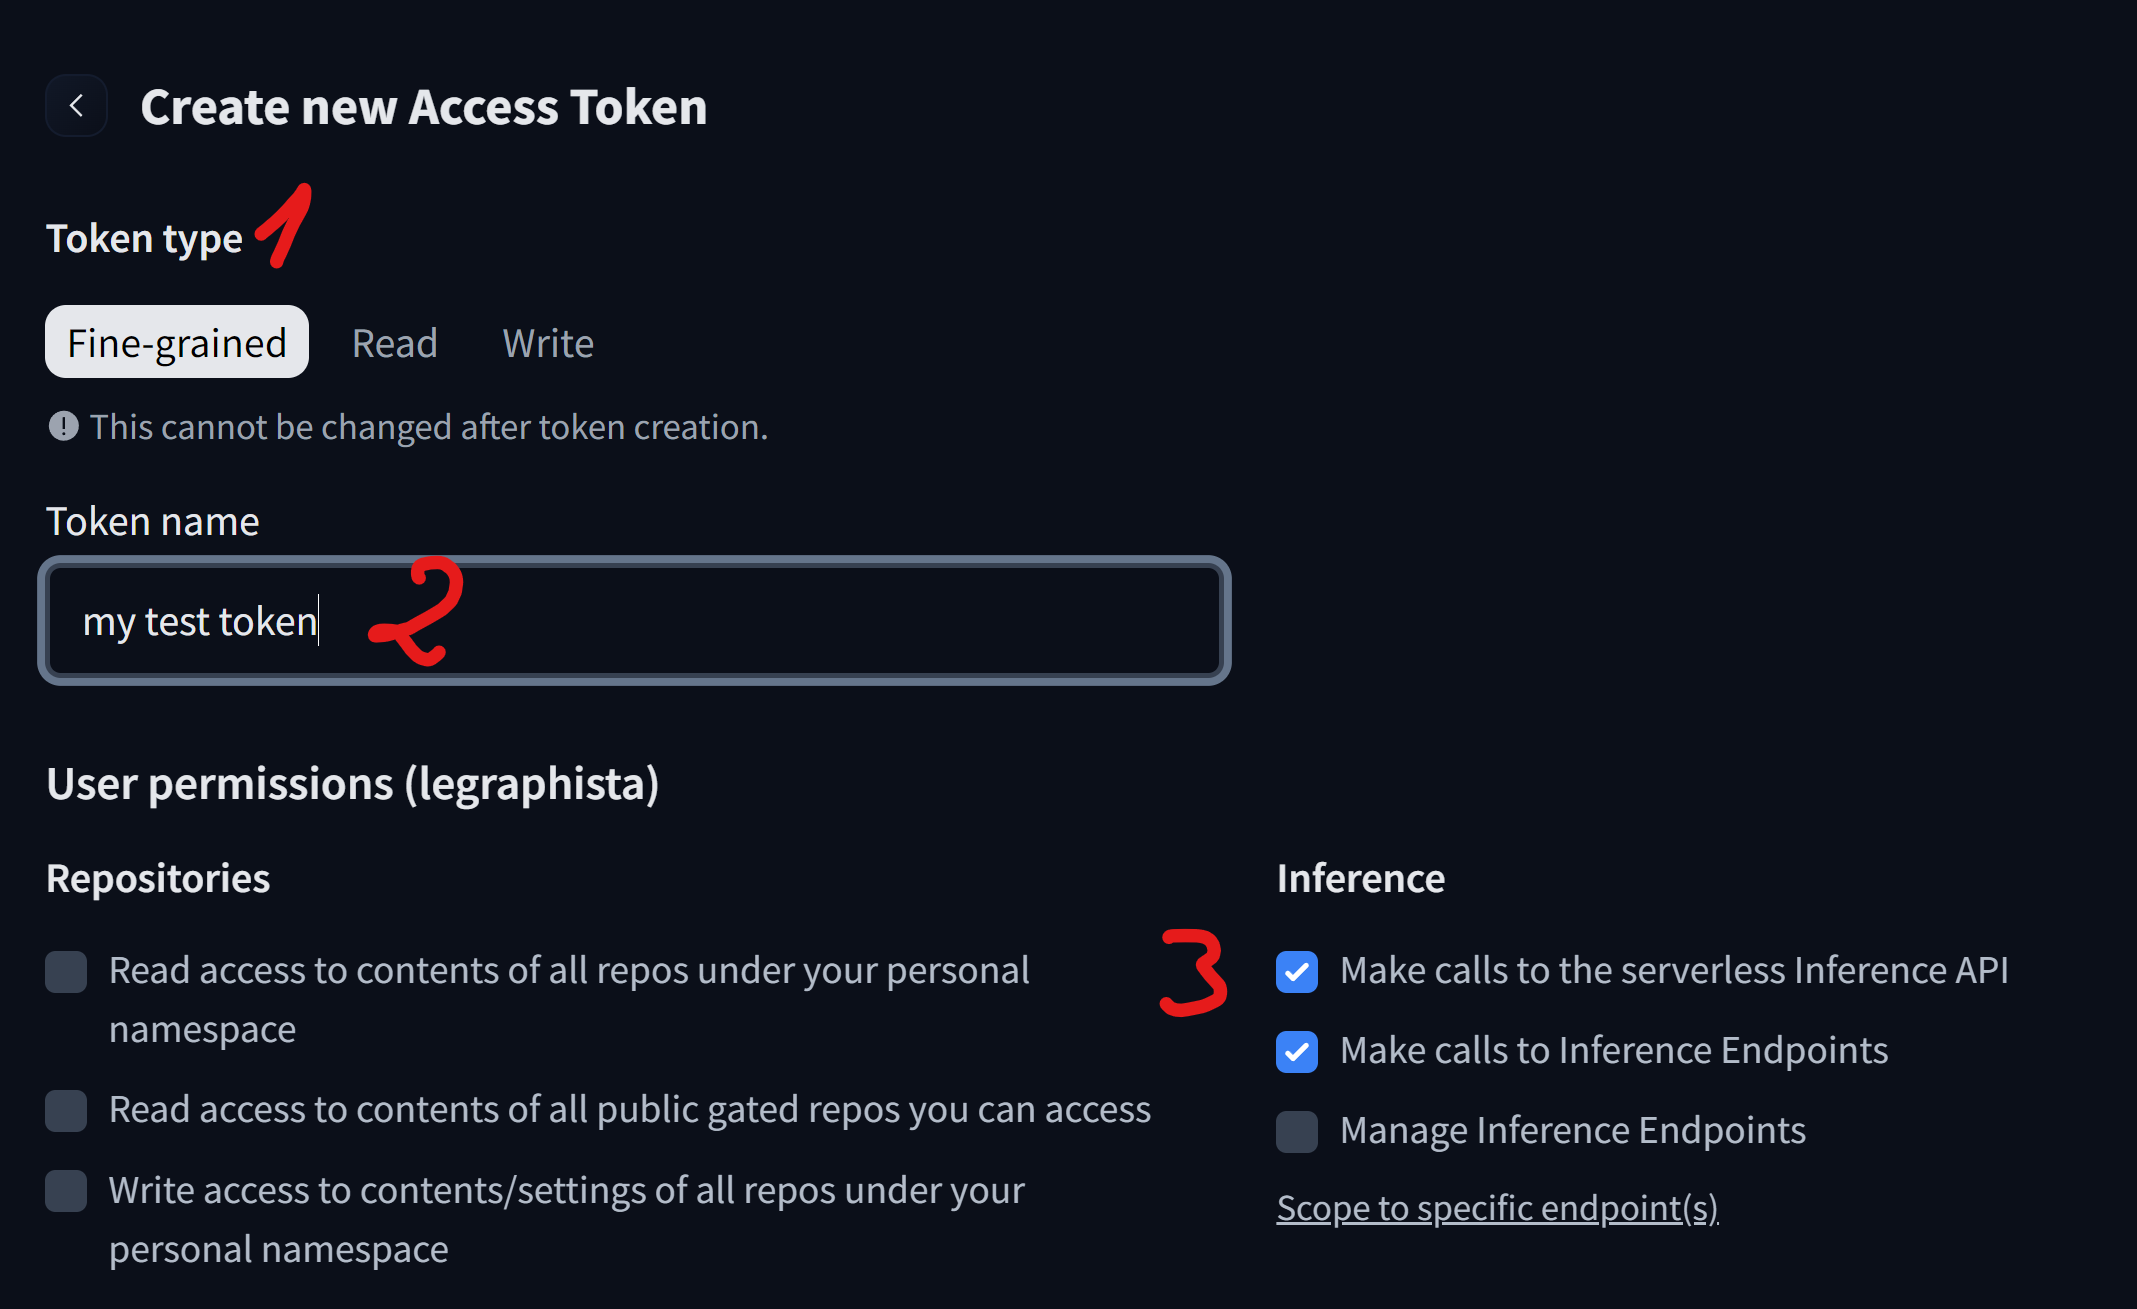 Create new Access Token
Token type 1
Fine-grained Read Write
This cannot be changed after token creation.
Token name
my test token 2
User permissions (legraphista)
Repositories
Read access to contents of all repos under your personal
namespace
Read access to contents of all public gated repos you can access
Write access to contents/settings of all repos under your
personal namespace
Inference
3
Make calls to the serverless Inference API
Make calls to Inference Endpoints
Manage Inference Endpoints
Scope to specific endpoint(s)